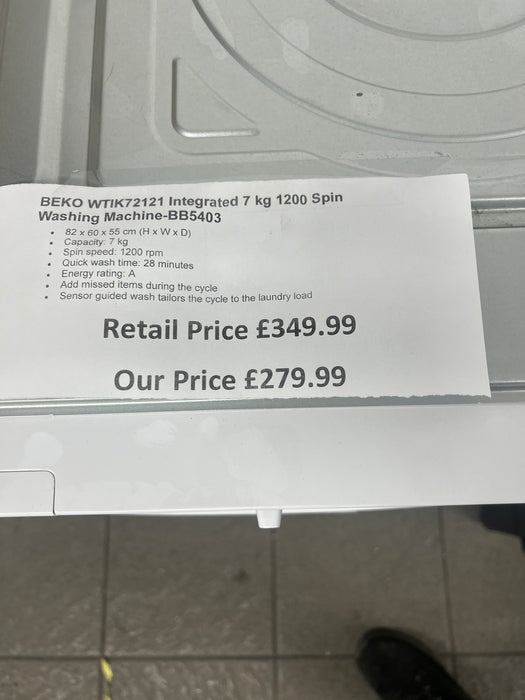 BEKO WTIK72121 Integrated 7 kg 1200 Spin
Washing Machine-BB5403
• 82 x 60 x 55 cm (H x W x D)
• Capacity: 7 kg
• Spin speed: 1200 rpm
• Quick wash time: 28 minutes
• Energy rating: A
• Add missed items during the cycle
• Sensor guided wash tailors the cycle to the laundry load
Retail Price £349.99
Our Price £279.99